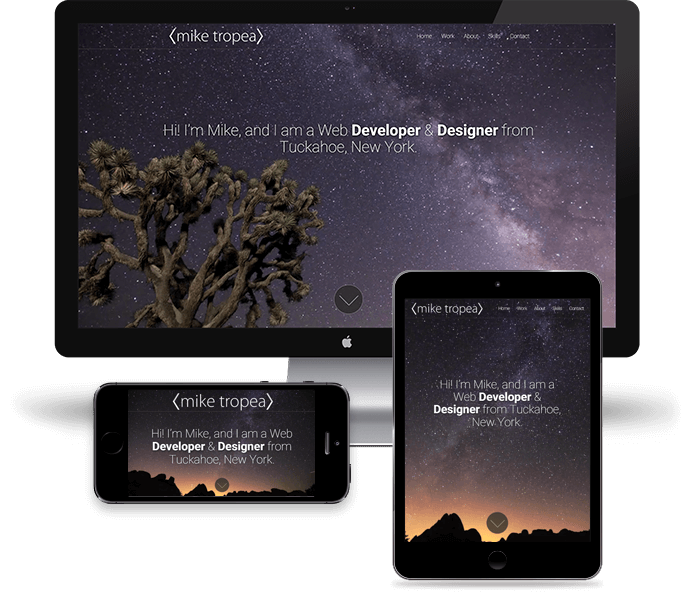 〈mike tropea〉
Home Work About Skills Contact
Hi! I'm Mike, and I am a Web Developer & Designer from
Tuckahoe, New York.
〈mike tropea〉 Home Work About Skills Contact
Hi! I'm Mike, and I am a
Web Developer &
Designer from Tuckahoe,
New York.
〈mike tropea〉
Hi! I'm Mike, and I am a Web
Developer & Designer from
Tuckahoe, New York.